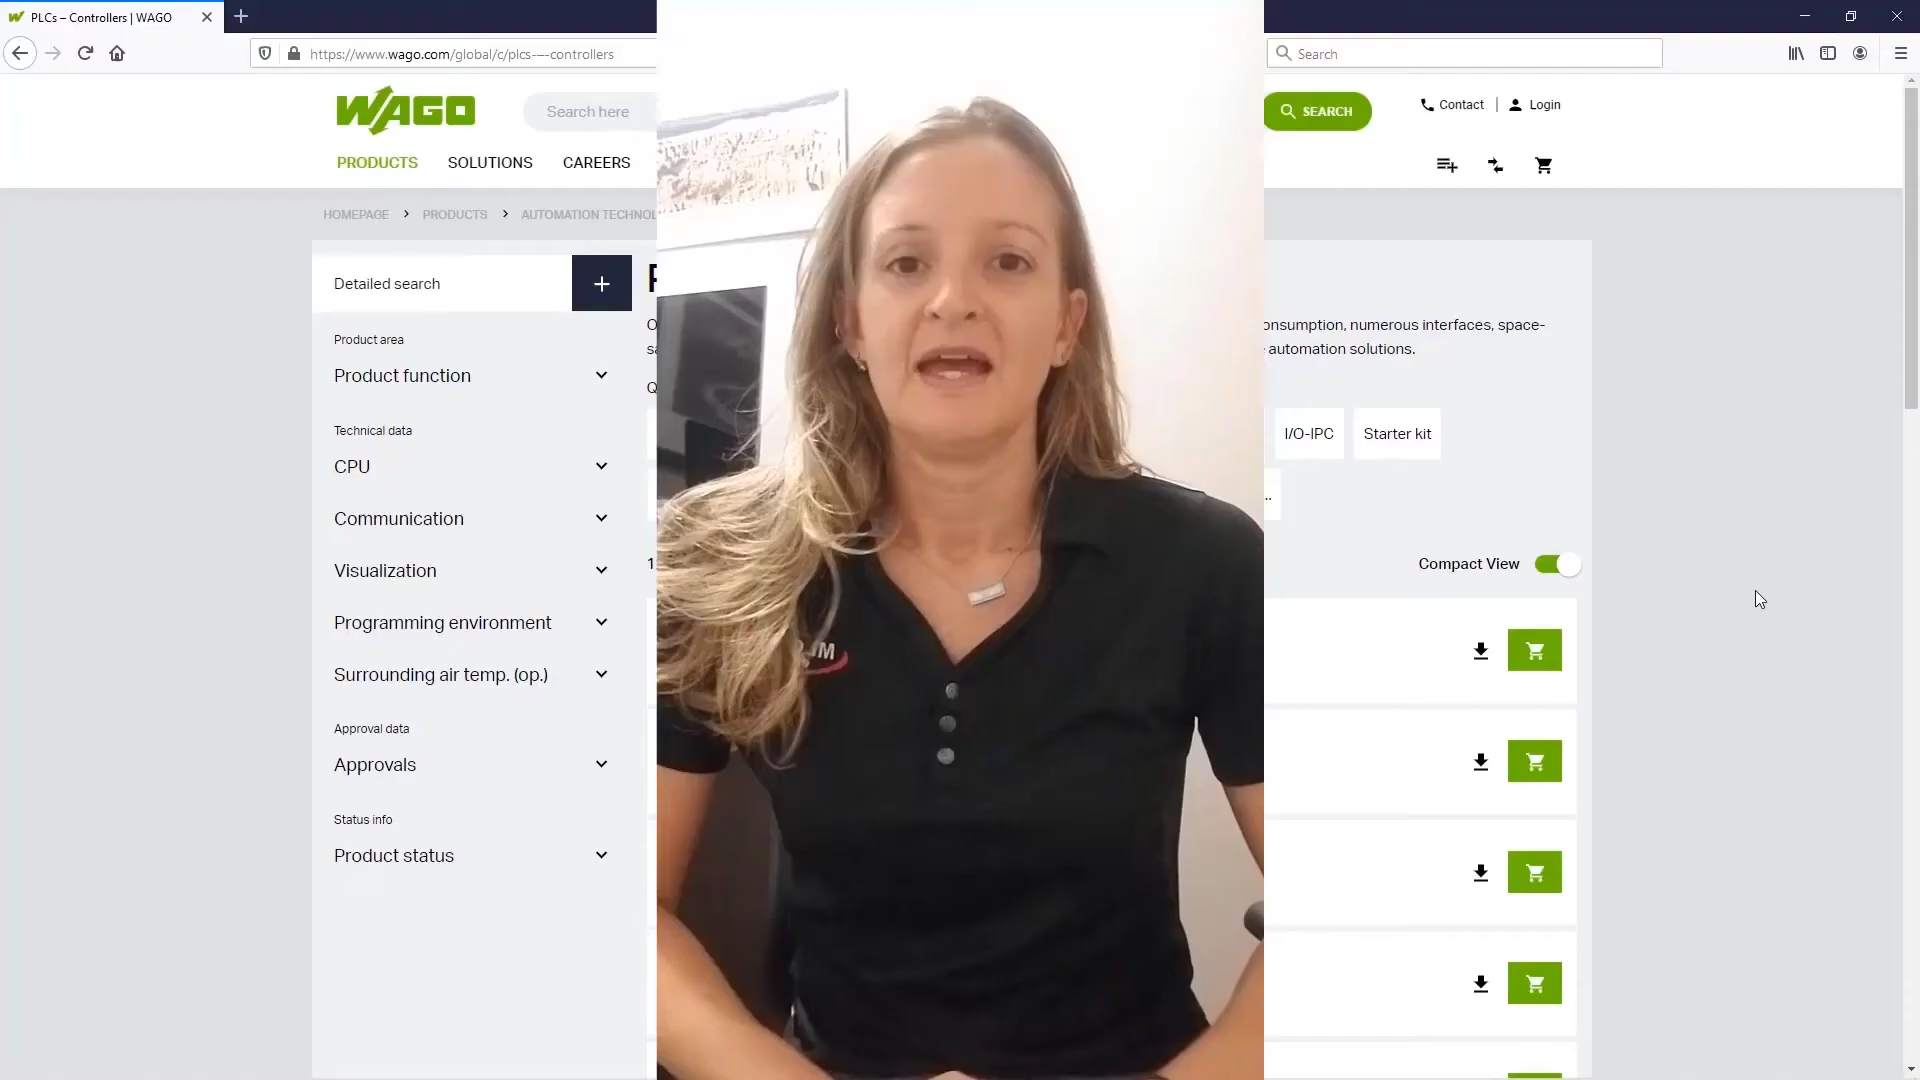 PLCs – Controllers | WAGO
https://www.wago.com/global/c/plcs-–-controllers
Search
WAGO
Search here
SEARCH
Contact
Login
PRODUCTS
SOLUTIONS
CAREERS
HOMEPAGE
PRODUCTS
AUTOMATION TECHNOL
Detailed search
Product area
onsumption, numerous interfaces, space-
automation solutions.
Product function
Technical data
I/O-IPC
Starter kit
CPU
...
Communication
Compact View
Visualization
Programming environment
Surrounding air temp. (op.)
Approval data
Approvals
Status info
Product status